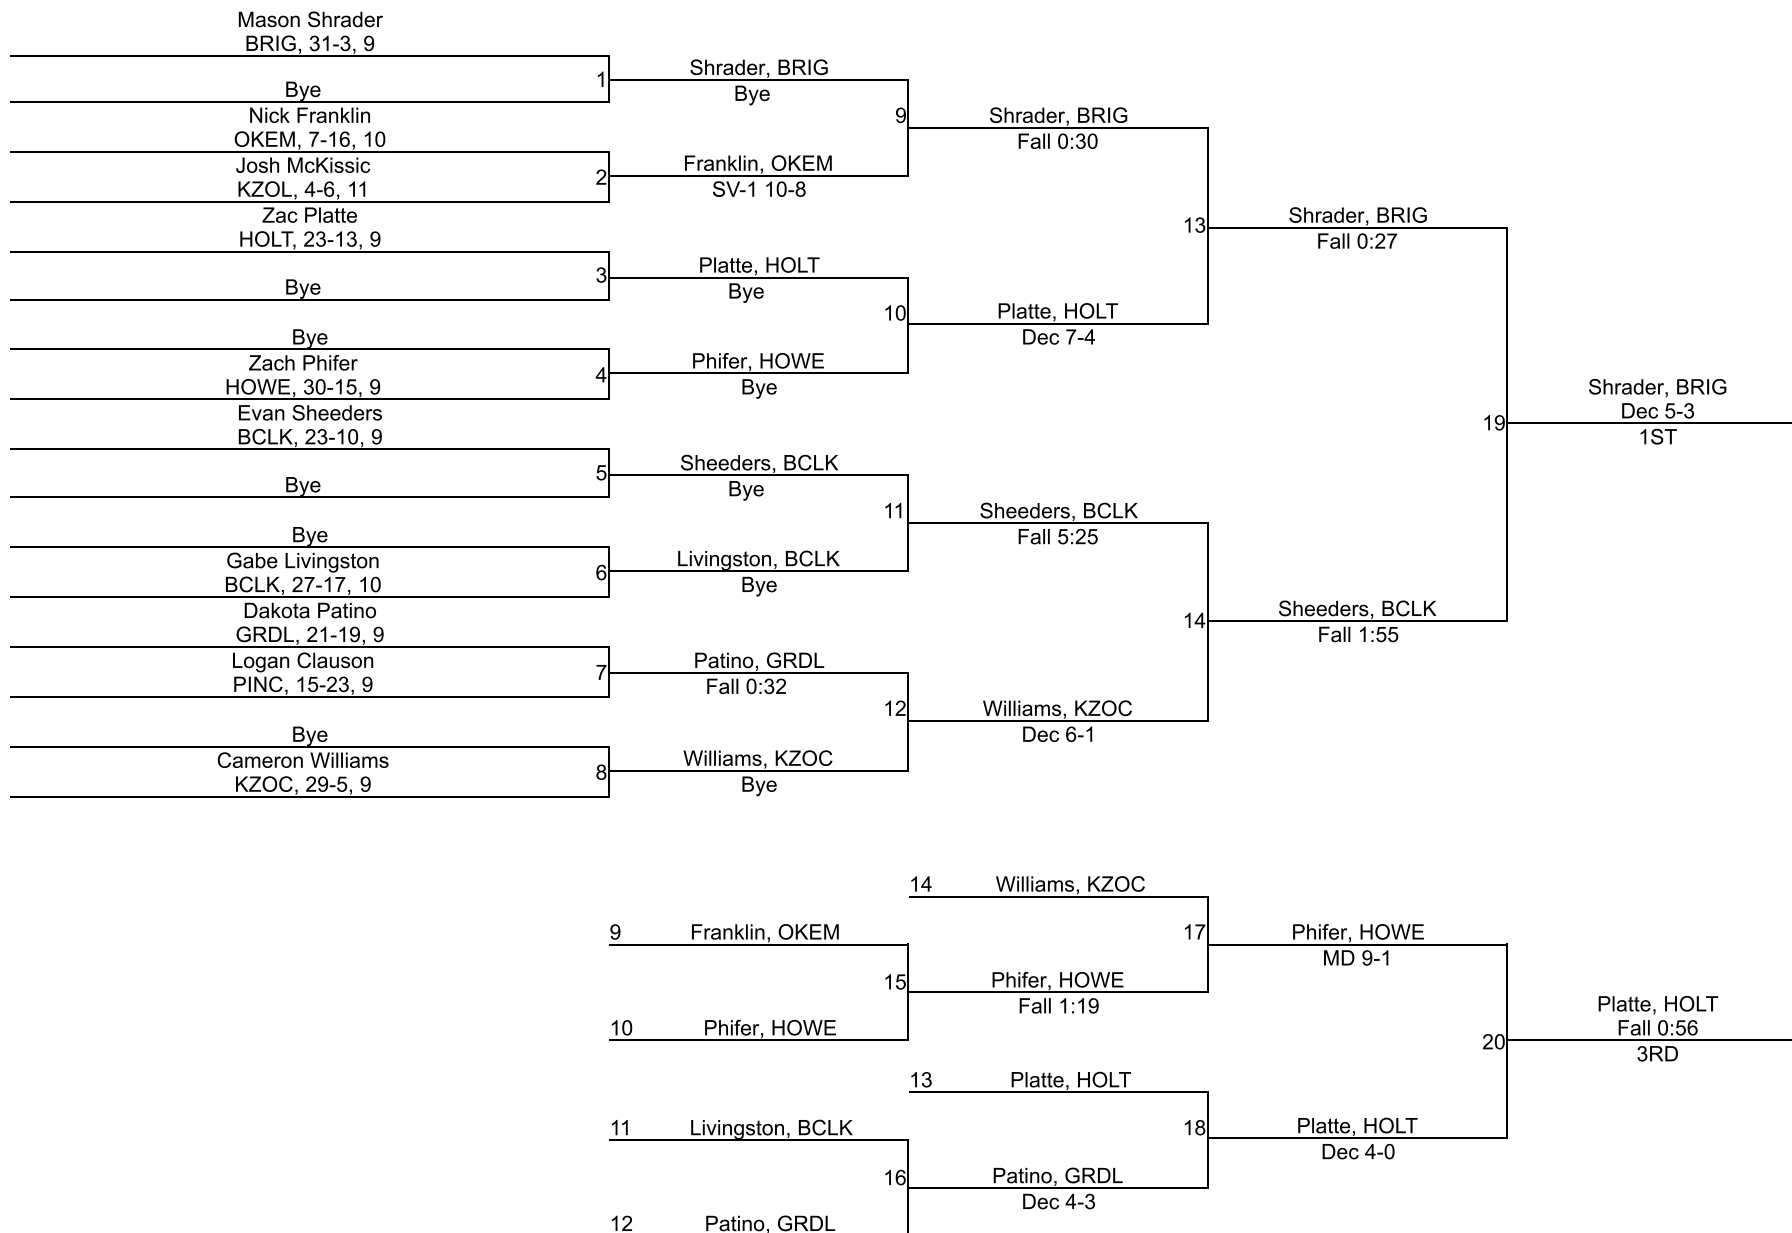 Mason Shrader
BRIG, 31-3, 9
Bye
Nick Franklin
OKEM, 7-16, 10
Josh McKissic
KZOL, 4-6, 11
Zac Platte
HOLT, 23-13, 9
Bye
Bye
Zach Phifer
HOWE, 30-15, 9
Evan Sheeders
BCLK, 23-10, 9
Bye
Bye
Gabe Livingston
BCLK, 27-17, 10
Dakota Patino
GRDL, 21-19, 9
Logan Clauson
PINC, 15-23, 9
Bye
Cameron Williams
KZOC, 29-5, 9
1
2
3
4
5
6
7
8
Shrader, BRIG
Bye
Franklin, OKEM
SV-1 10-8
Platte, HOLT
Bye
Phifer, HOWE
Bye
Sheeders, BCLK
Bye
Livingston, BCLK
Bye
Patino, GRDL
Fall 0:32
Williams, KZOC
Bye
9
10
11
12
Shrader, BRIG
Fall 0:30
Platte, HOLT
Dec 7-4
Sheeders, BCLK
Fall 5:25
Williams, KZOC
Dec 6-1
13
14
Shrader, BRIG
Fall 0:27
Sheeders, BCLK
Fall 1:55
19
Shrader, BRIG
Dec 5-3
1ST
9 Franklin, OKEM
10 Phifer, HOWE
11 Livingston, BCLK
12 Patino, GRDL
15
16
14 Williams, KZOC
Phifer, HOWE
Fall 1:19
13 Platte, HOLT
Patino, GRDL
Dec 4-3
17
18
Phifer, HOWE
MD 9-1
Platte, HOLT
Dec 4-0
20
Platte, HOLT
Fall 0:56
3RD